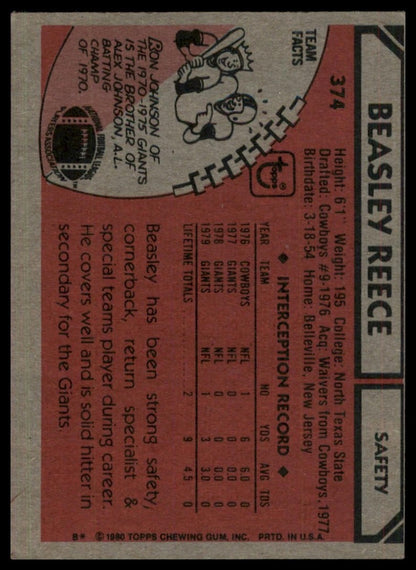 374
BEASLEY REECE
SAFETY
Height: 6'1" Weight: 195 College: North Texas State
Drafted: Cowboys #9-1976 Acq: Waivers from Cowboys, 1977
Birthdate: 3-18-54 Home: Belleville, New Jersey
◆ INTERCEPTION RECORD ◆
YEAR TEAM NO YDS AVG TDS
1976 COWBOYS NFL 1 6 6.0 0
1977 GIANTS NFL 0 0 0.0 0
1978 GIANTS NFL 0 0 0.0 0
1979 GIANTS NFL 1 3 3.0 0
LIFETIME TOTALS 2 9 4.5 0
Beasley has been strong safety,
cornerback, return specialist &
special teams player during career.
He covers well and is solid hitter in
secondary for the Giants.
TEAM
FACTS
topps
RON JOHNSON OF
THE 1970-1975 GIANTS
IS THE BROTHER OF
ALEX JOHNSON, A.L.
BATTING
CHAMP
OF 1970.
NATIONAL FOOTBALL LEAGUE
PLAYERS ASSOCIATION
B* © 1980 TOPPS CHEWING GUM, INC. PRTD. IN U.S.A.